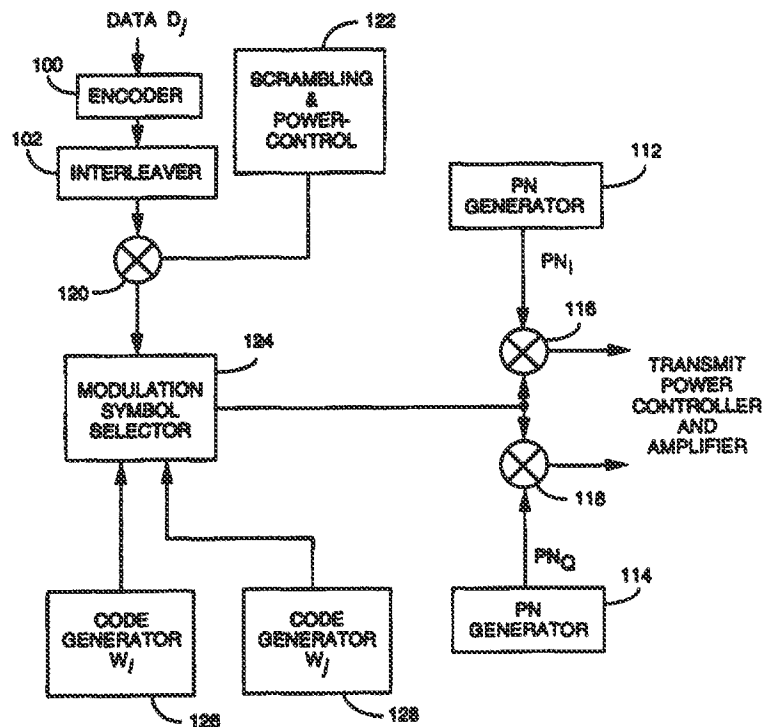 DATA Dj
122
100
ENCODER
SCRAMBLING
&
POWER-
CONTROL
102
INTERLEAVER
112
PN
GENERATOR
PNI
120
116
124
MODULATION
SYMBOL
SELECTOR
TRANSMIT
POWER
CONTROLLER
AND
AMPLIFIER
118
PNQ
114
PN
GENERATOR
CODE
GENERATOR
Wi
CODE
GENERATOR
Wj
126
128